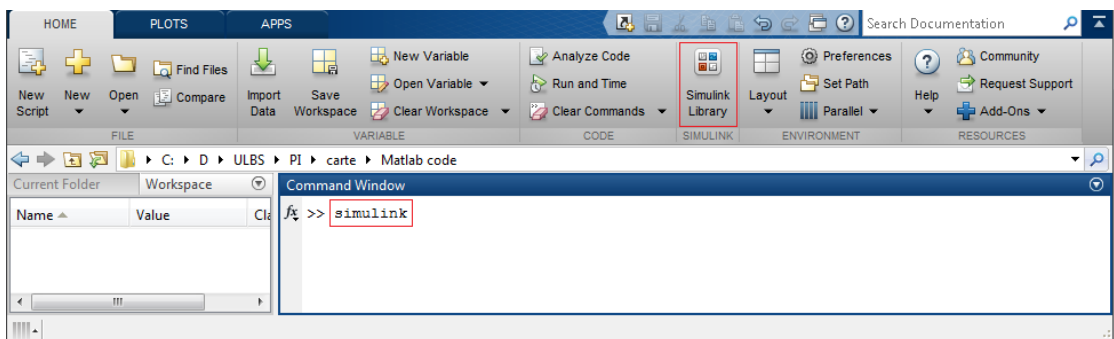 HOME PLOTS APPS Search Documentation
New Script New Open Find Files Compare Import Data Save Workspace New Variable Open Variable Clear Workspace Analyze Code Run and Time Clear Commands Simulink Library Layout Preferences Set Path Parallel Help Community Request Support Add-Ons
FILE VARIABLE CODE SIMULINK ENVIRONMENT RESOURCES
C: D ULBS PI carte Matlab code
Current Folder Workspace Command Window
Name Value Cla fx >> simulink